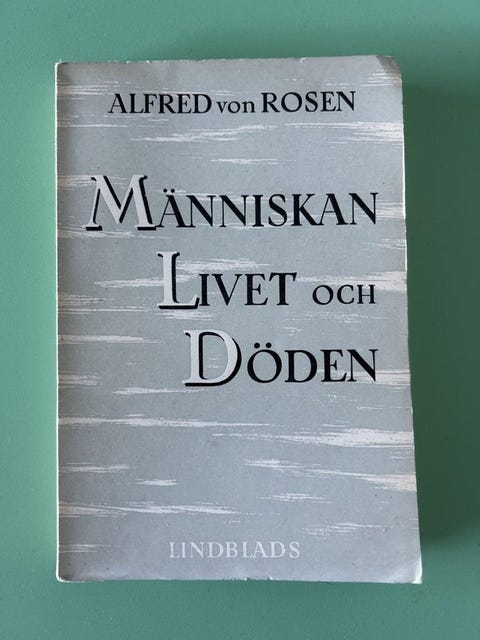 ALFRED von ROSEN
MÄNNISKAN
LIVET OCH
DÖDEN
LINDBLADS